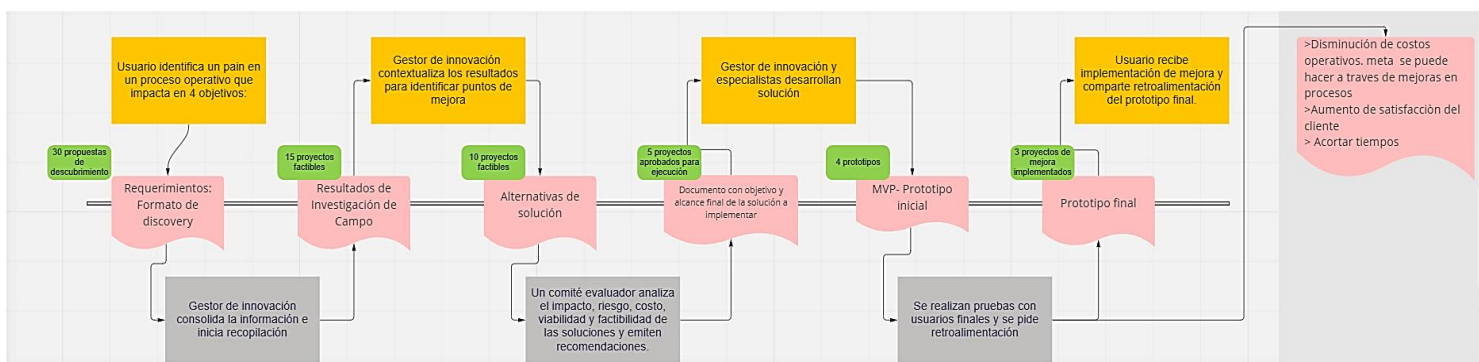 Usuario identifica un pain en
un proceso operativo que
impacta en 4 objetivos:
Gestor de innovación
contextualiza los resultados
para identificar puntos de
mejora
Gestor de innovación y
especialistas desarrollan
solución
Usuario recibe
implementación de mejora y
comparte retroalimentación
del prototipo final.
>Disminución de costos
operativos. meta  se puede
hacer a traves de mejoras en
procesos
>Aumento de satisfacciòn del
cliente
> Acortar tiempos
30 propuestas
de
descubrimiento
15 proyectos
factibles
10 proyectos
factibles
5 proyectos
aprobados para
ejecución
4 prototipos
3 proyectos de
mejora
implementados
Requerimientos:
Formato de
discovery
Resultados de
Investigación de
Campo
Alternativas de
solución
Documento con objetivo y
alcance final de la solución a
implementar
MVP- Prototipo
inicial
Prototipo final
Gestor de innovación
consolida la información e
inicia recopilación
Un comité evaluador analiza
el impacto, riesgo, costo,
viabilidad y factibilidad de
las soluciones y emiten
recomendaciones.
Se realizan pruebas con
usuarios finales y se pide
retroalimentación